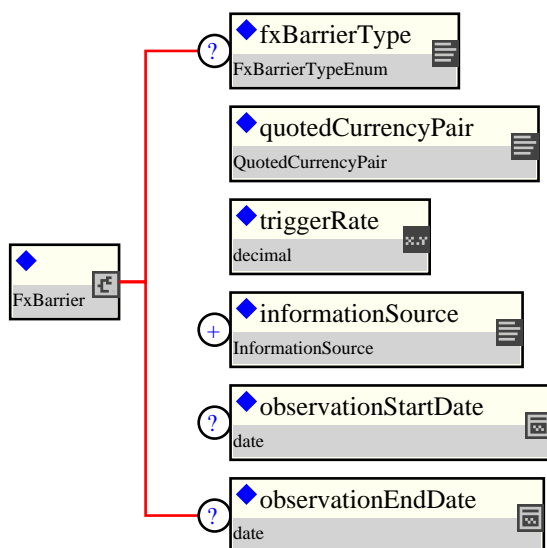 ?
fxBarrierType
FxBarrierTypeEnum
quotedCurrencyPair
QuotedCurrencyPair
triggerRate
x.y
decimal
FxBarrier
+
informationSource
InformationSource
?
observationStartDate
date
?
observationEndDate
date